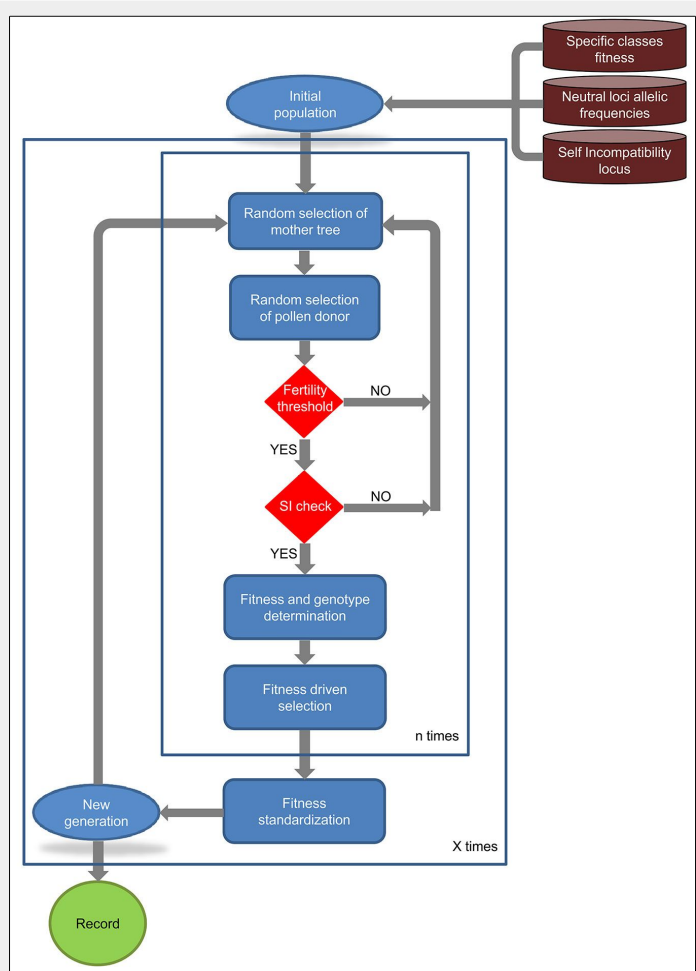 Specific classes
fitness
Initial
population
Neutral loci allelic
frequencies
Self Incompatibility
locus
Random selection of
mother tree
Random selection
of pollen donor
Fertility
threshold
NO
YES
SI check
NO
YES
Fitness and genotype
determination
Fitness driven
selection
n times
Fitness
standardization
New
generation
X times
Record